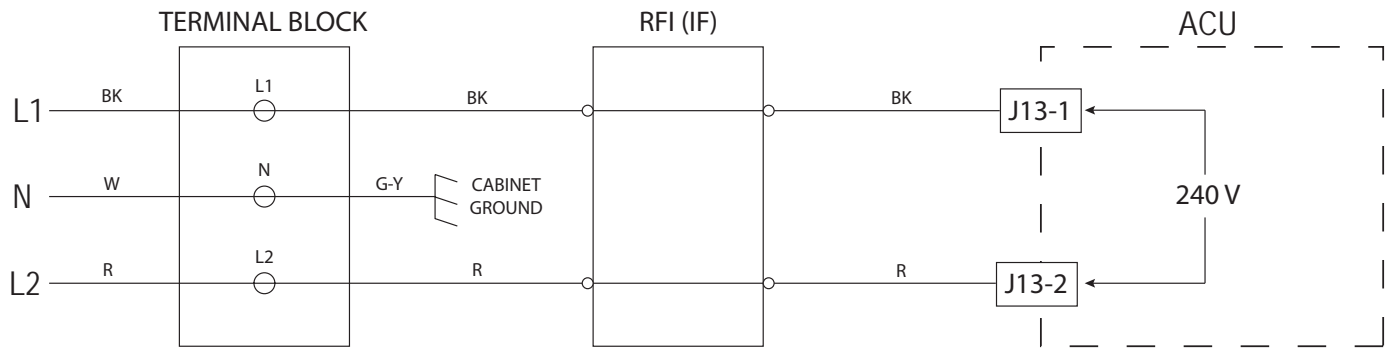 TERMINAL BLOCK
RFI (IF)
ACU
L1
BK
L1
BK
BK
J13-1
N
W
N
G-Y
CABINET
GROUND
240 V
L2
R
L2
R
R
J13-2